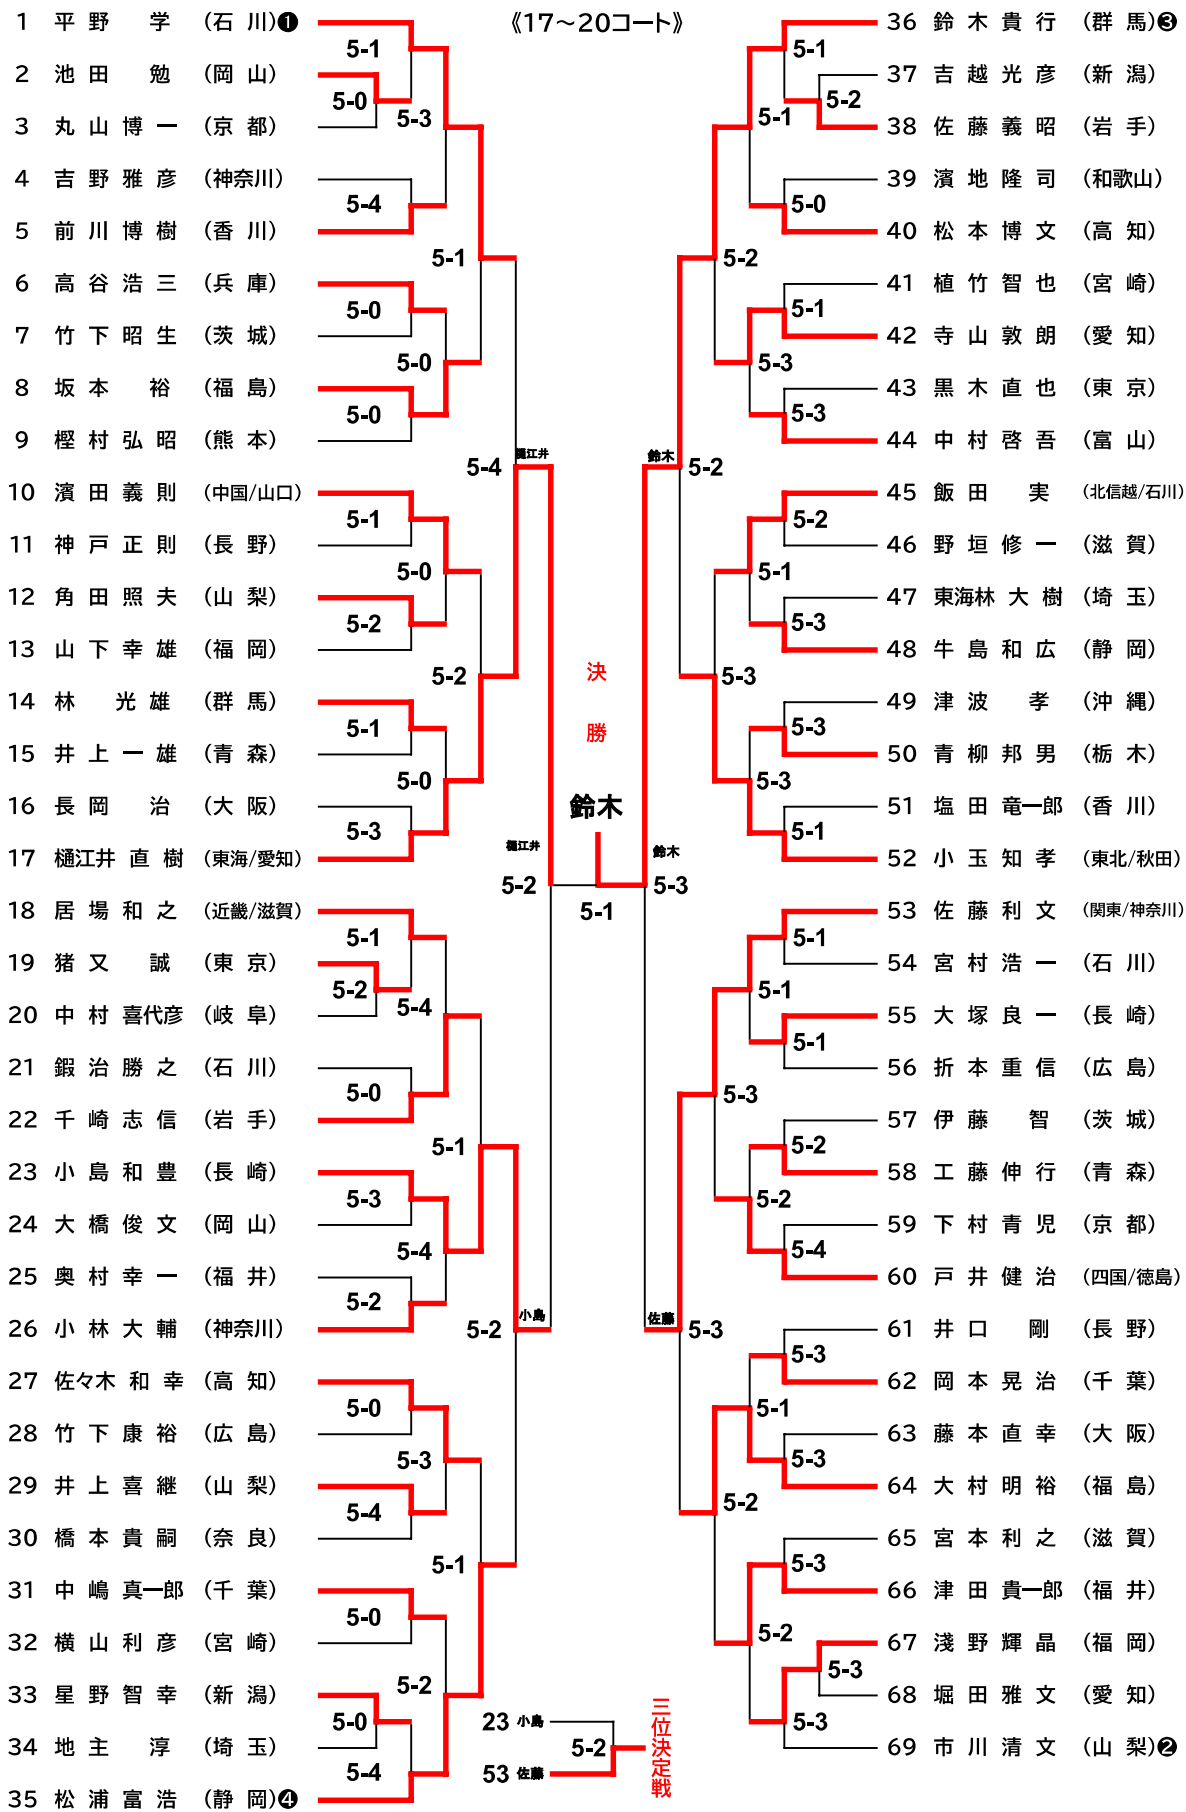 《17～20コート》
1 平野 学 (石川)❶
2 池田 勉 (岡山)
3 丸山博一 (京都)
4 吉野雅彦 (神奈川)
5 前川博樹 (香川)
6 高谷浩三 (兵庫)
7 竹下昭生 (茨城)
8 坂本 裕 (福島)
9 樫村弘昭 (熊本)
10 濱田義則 (中国/山口)
11 神戸正則 (長野)
12 角田照夫 (山梨)
13 山下幸雄 (福岡)
14 林 光雄 (群馬)
15 井上一雄 (青森)
16 長岡 治 (大阪)
17 樋江井 直樹 (東海/愛知)
18 居場和之 (近畿/滋賀)
19 猪又 誠 (東京)
20 中村 喜代彦 (岐阜)
21 鍜治勝之 (石川)
22 千崎志信 (岩手)
23 小島和豊 (長崎)
24 大橋俊文 (岡山)
25 奥村幸一 (福井)
26 小林大輔 (神奈川)
27 佐々木 和幸 (高知)
28 竹下康裕 (広島)
29 井上喜継 (山梨)
30 橋本貴嗣 (奈良)
31 中嶋真一郎 (千葉)
32 横山利彦 (宮崎)
33 星野智幸 (新潟)
34 地主 淳 (埼玉)
35 松浦富浩 (静岡)❹
5-1
5-0
5-3
5-4
5-1
5-0
5-0
5-0
5-4
5-1
5-0
5-2
5-2
5-1
5-0
5-3
5-2
5-1
5-2
5-4
5-0
5-1
5-3
5-4
5-2
5-2
5-0
5-3
5-4
5-1
5-0
5-2
5-0
5-4
樋江井
樋江井
小島
決勝
鈴木
5-1
鈴木
鈴木
佐藤
36 鈴木貴行 (群馬)❸
37 吉越光彦 (新潟)
38 佐藤義昭 (岩手)
39 濱地隆司 (和歌山)
40 松本博文 (高知)
41 植竹智也 (宮崎)
42 寺山敦朗 (愛知)
43 黒木直也 (東京)
44 中村啓吾 (富山)
45 飯田 実 (北信越/石川)
46 野垣修一 (滋賀)
47 東海林 大樹 (埼玉)
48 牛島和広 (静岡)
49 津波 孝 (沖縄)
50 青柳邦男 (栃木)
51 塩田竜一郎 (香川)
52 小玉知孝 (東北/秋田)
53 佐藤利文 (関東/神奈川)
54 宮村浩一 (石川)
55 大塚良一 (長崎)
56 折本重信 (広島)
57 伊藤 智 (茨城)
58 工藤伸行 (青森)
59 下村青児 (京都)
60 戸井健治 (四国/徳島)
61 井口 剛 (長野)
62 岡本晃治 (千葉)
63 藤本直幸 (大阪)
64 大村明裕 (福島)
65 宮本利之 (滋賀)
66 津田貴一郎 (福井)
67 淺野輝晶 (福岡)
68 堀田雅文 (愛知)
69 市川清文 (山梨)❷
5-1
5-2
5-1
5-0
5-2
5-1
5-3
5-3
5-2
5-2
5-1
5-3
5-3
5-3
5-3
5-1
5-3
5-1
5-1
5-1
5-3
5-2
5-2
5-4
5-3
5-3
5-1
5-3
5-2
5-3
5-2
5-3
5-3
23 小島
5-2
53 佐藤
三位決定戦